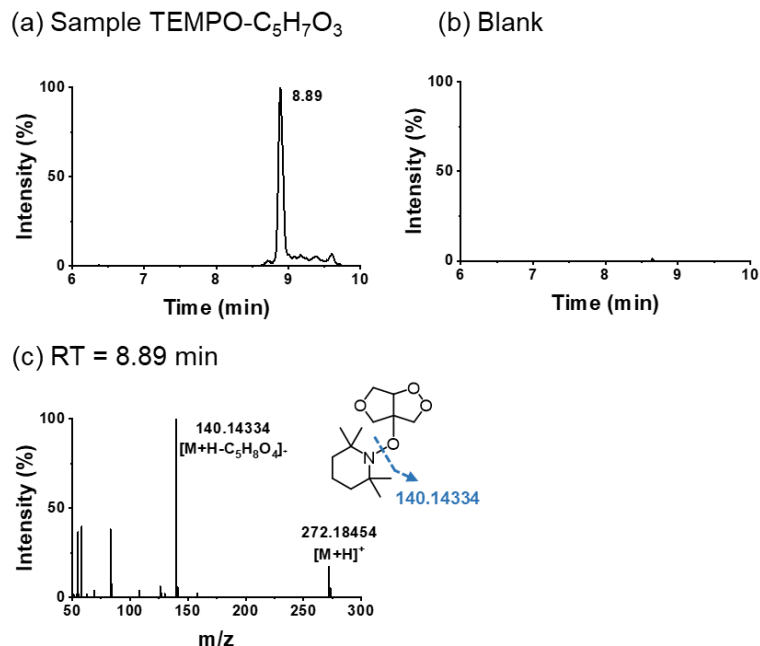 (a) Sample TEMPO-C₅H₇O₃
(b) Blank
Intensity (%)
100
50
0
8.89
6 7 8 9 10
Time (min)
Intensity (%)
100
50
0
6 7 8 9 10
Time (min)
(c) RT = 8.89 min
Intensity (%)
100
50
0
140.14334
[M+H-C₅H₈O₄]-
O
O
O
O
N
140.14334
272.18454
[M+H]⁺
50 100 150 200 250 300
m/z